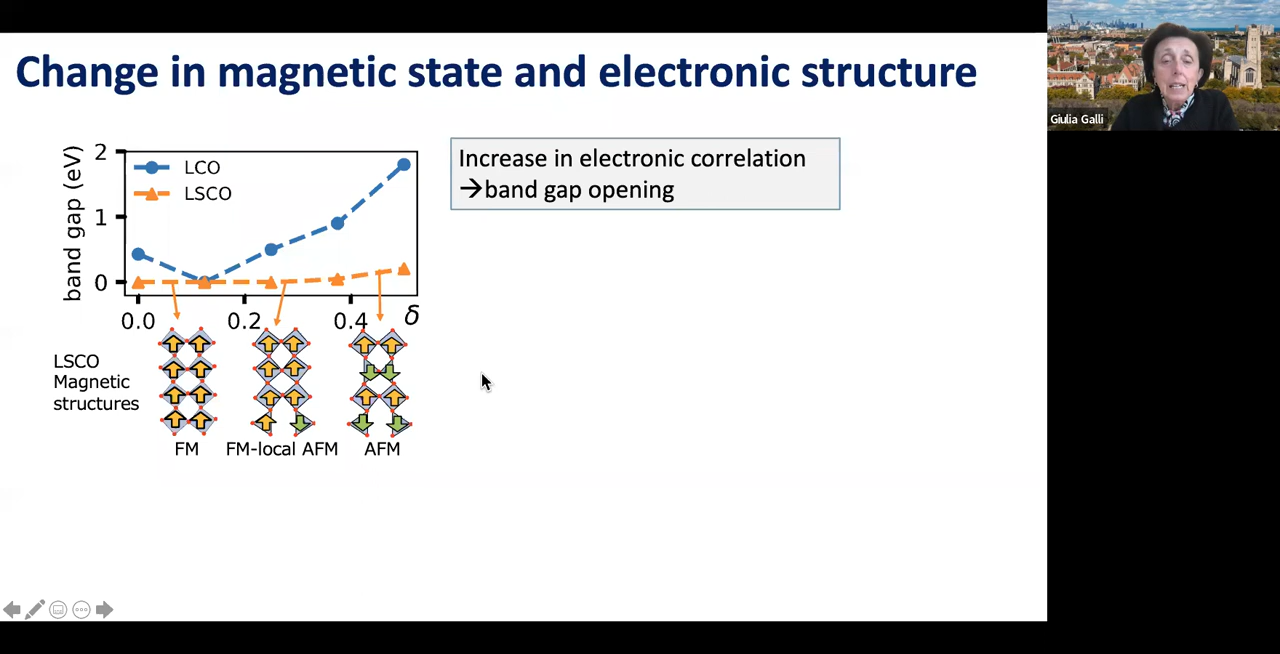 Change in magnetic state and electronic structure
Giulia Galli
Increase in electronic correlation
→band gap opening
band gap (eV)
2
1
0
LCO
LSCO
0.0
0.2
0.4
δ
LSCO
Magnetic
structures
FM
FM-local AFM
AFM